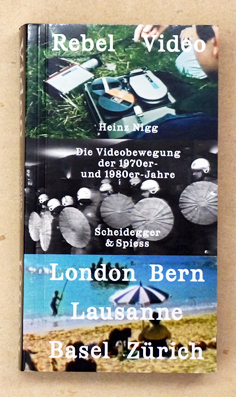 Rebel Video
Heinz Nigg
Die Videobewegung
der 1970er-
und 1980er-Jahre
Scheidegger
& Spiess
London Bern
Lausanne
Basel Zürich